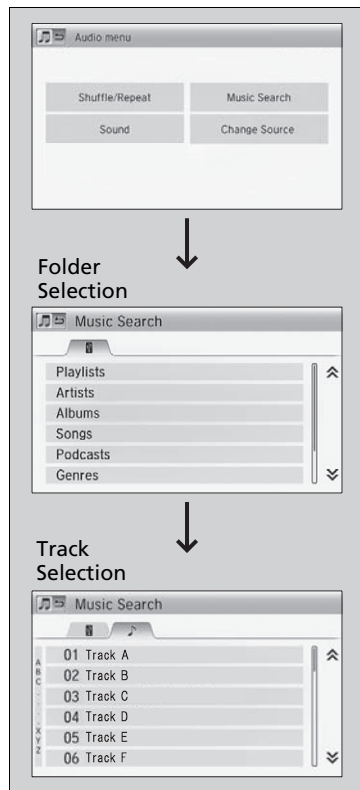 Audio menu
Shuffle/Repeat Music Search
Sound Change Source
Folder
Selection
Music Search
Playlists
Artists
Albums
Songs
Podcasts
Genres
Track
Selection
Music Search
A
B
C
X
Y
Z
01 Track A
02 Track B
03 Track C
04 Track D
05 Track E
06 Track F